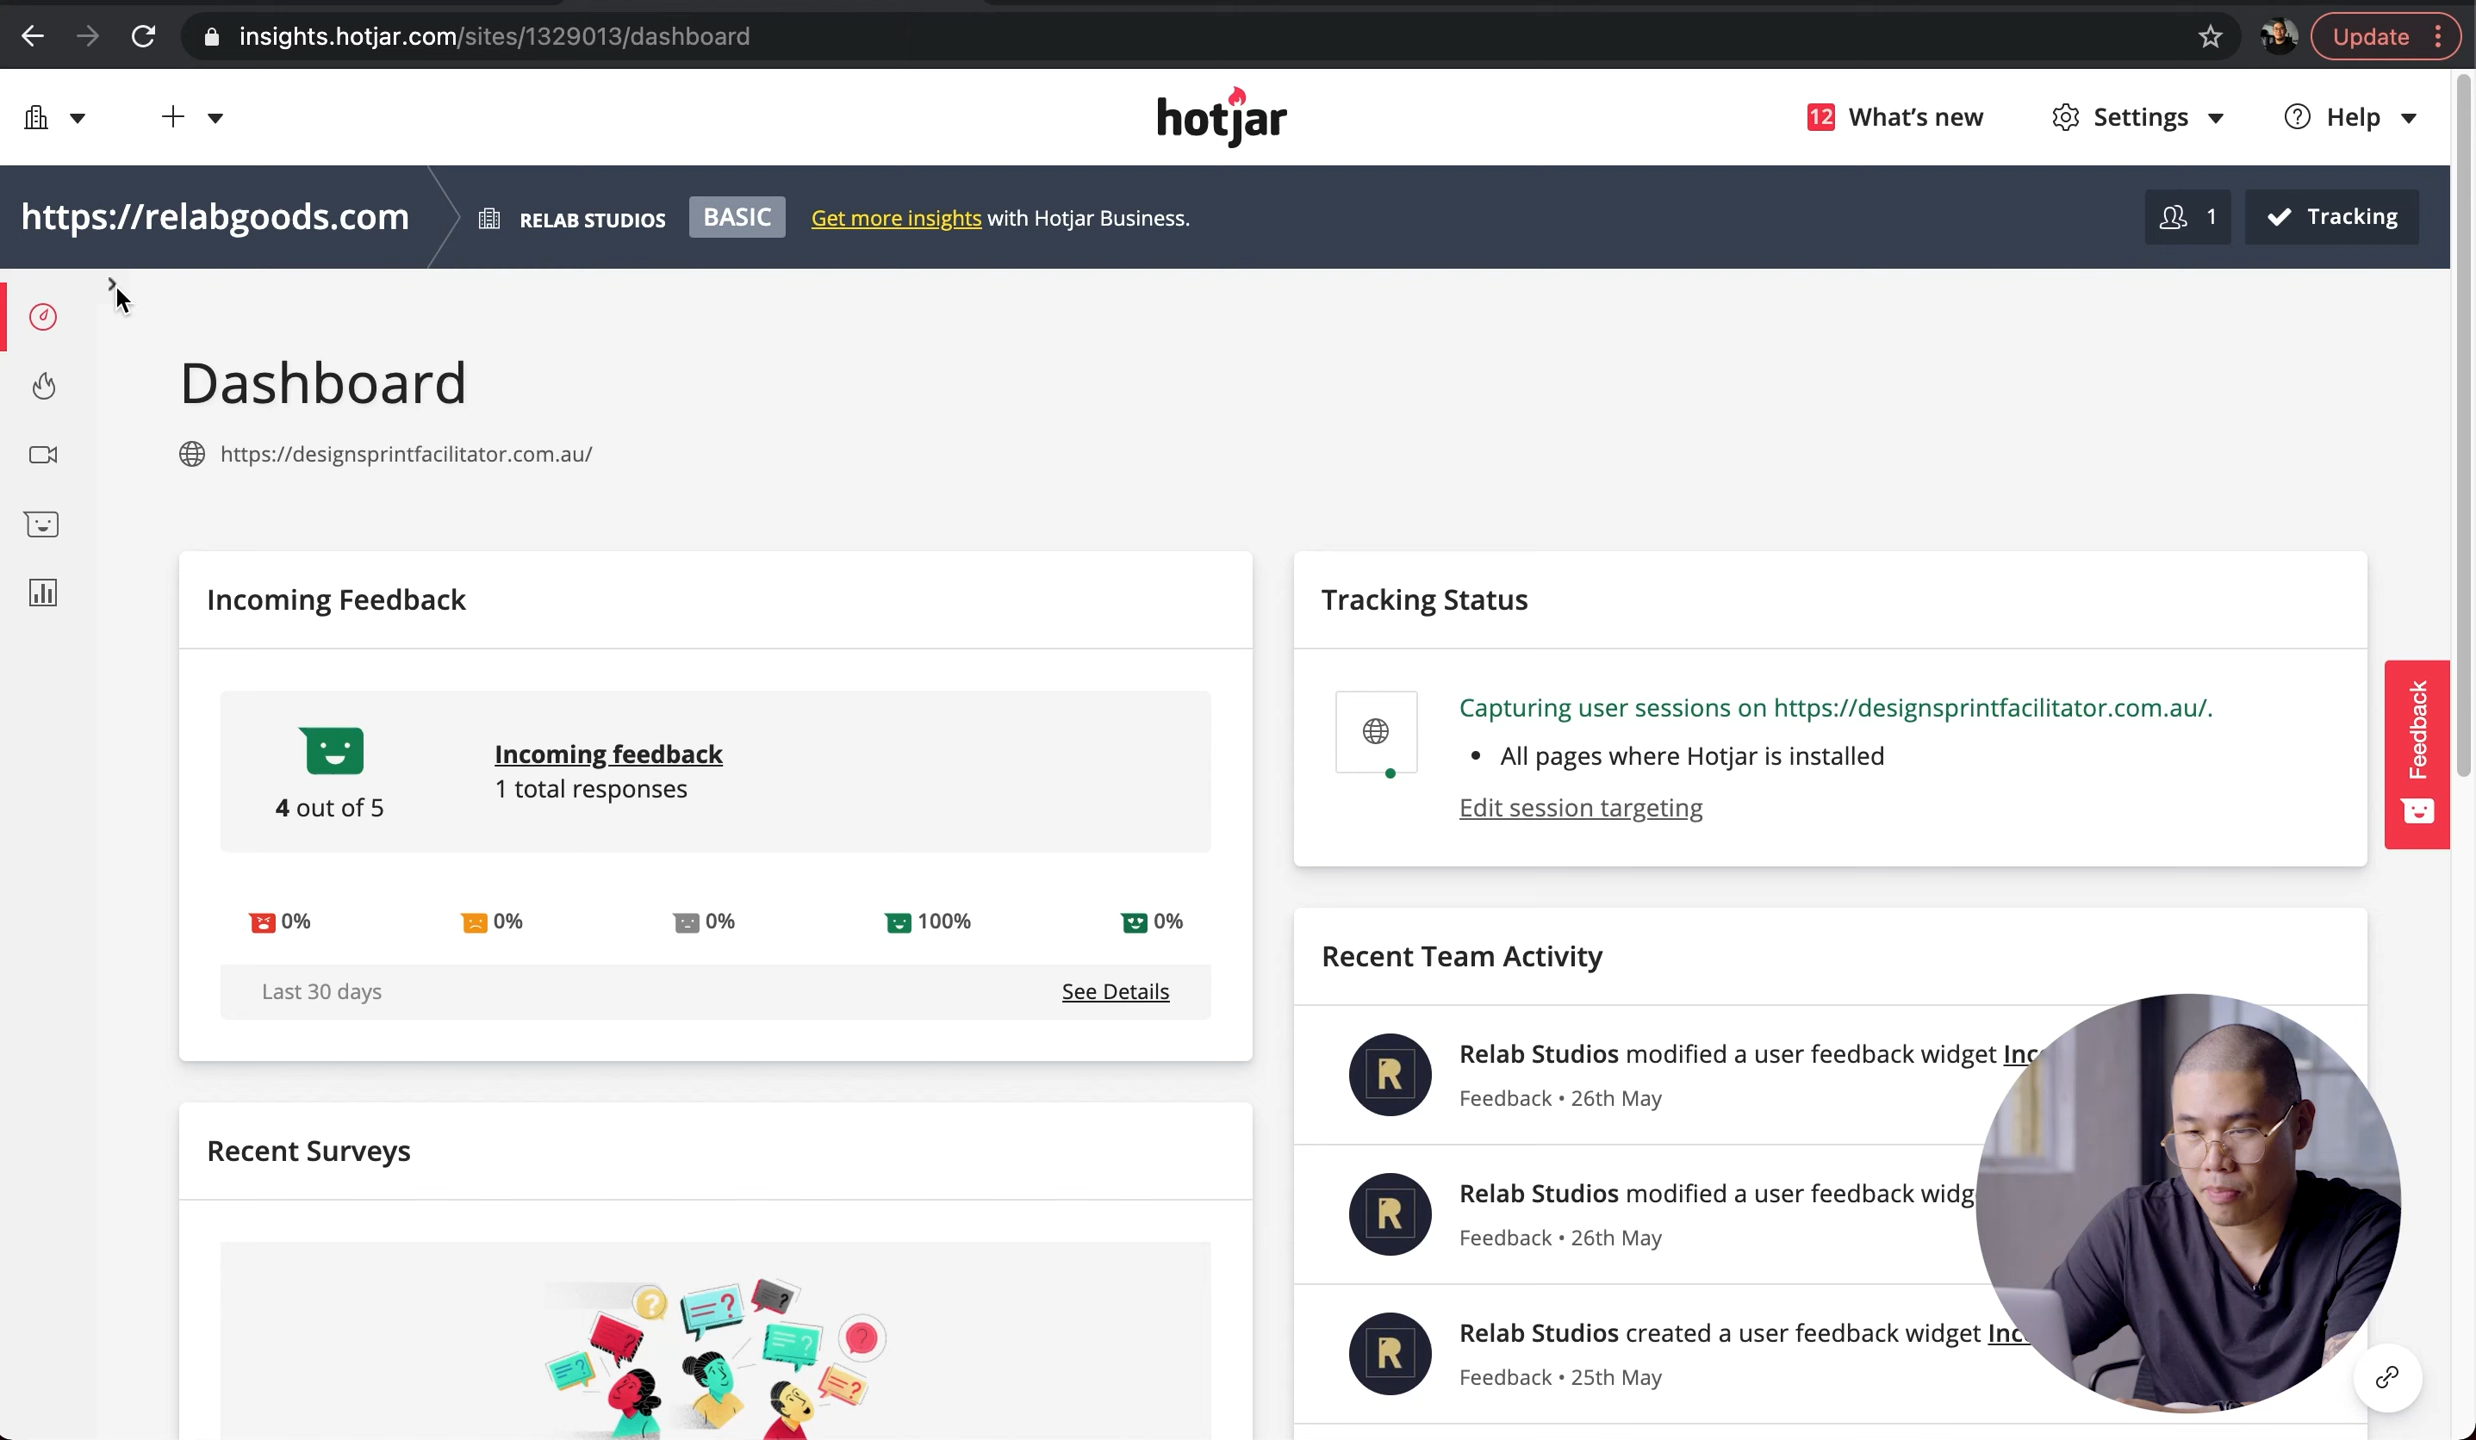 insights.hotjar.com/sites/1329013/dashboard
Update
hotjar
12 What's new
Settings
Help
https://relabgoods.com
RELAB STUDIOS
BASIC
Get more insights with Hotjar Business.
1
Tracking
Dashboard
https://designsprintfacilitator.com.au/
Incoming Feedback
4 out of 5
Incoming feedback
1 total responses
0%
0%
0%
100%
0%
Last 30 days
See Details
Recent Surveys
Tracking Status
Capturing user sessions on https://designsprintfacilitator.com.au/.
• All pages where Hotjar is installed
Edit session targeting
Feedback
Recent Team Activity
R
Relab Studios modified a user feedback widget
Feedback • 26th May
R
Relab Studios modified a user feedback
Feedback • 26th May
R
Relab Studios created a user feedback widget
Feedback • 25th May